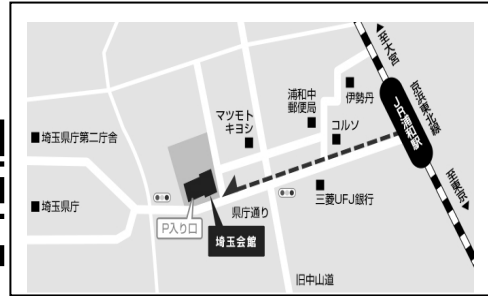 至大宮
京浜東北線
JR浦和駅
至東京
伊勢丹
浦和中
郵便局
コルソ
マツモト
キヨシ
■埼玉県庁第二庁舎
■埼玉県庁
三菱UFJ銀行
県庁通り
P入り口
埼玉会館
旧中山道